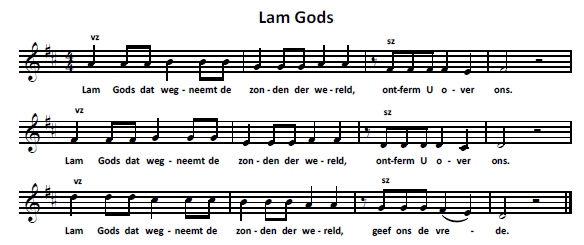 Lam Gods
vz sz
4
4
Lam Gods dat weg - neemt de zon - den der we - reld, ont-ferm U o - ver ons.
vz sz
Lam Gods dat weg - neemt de zon - den der we - reld, ont-ferm U o - ver ons.
vz sz
Lam Gods dat weg - neemt de zon - den der we - reld, geef ons de vre - de.